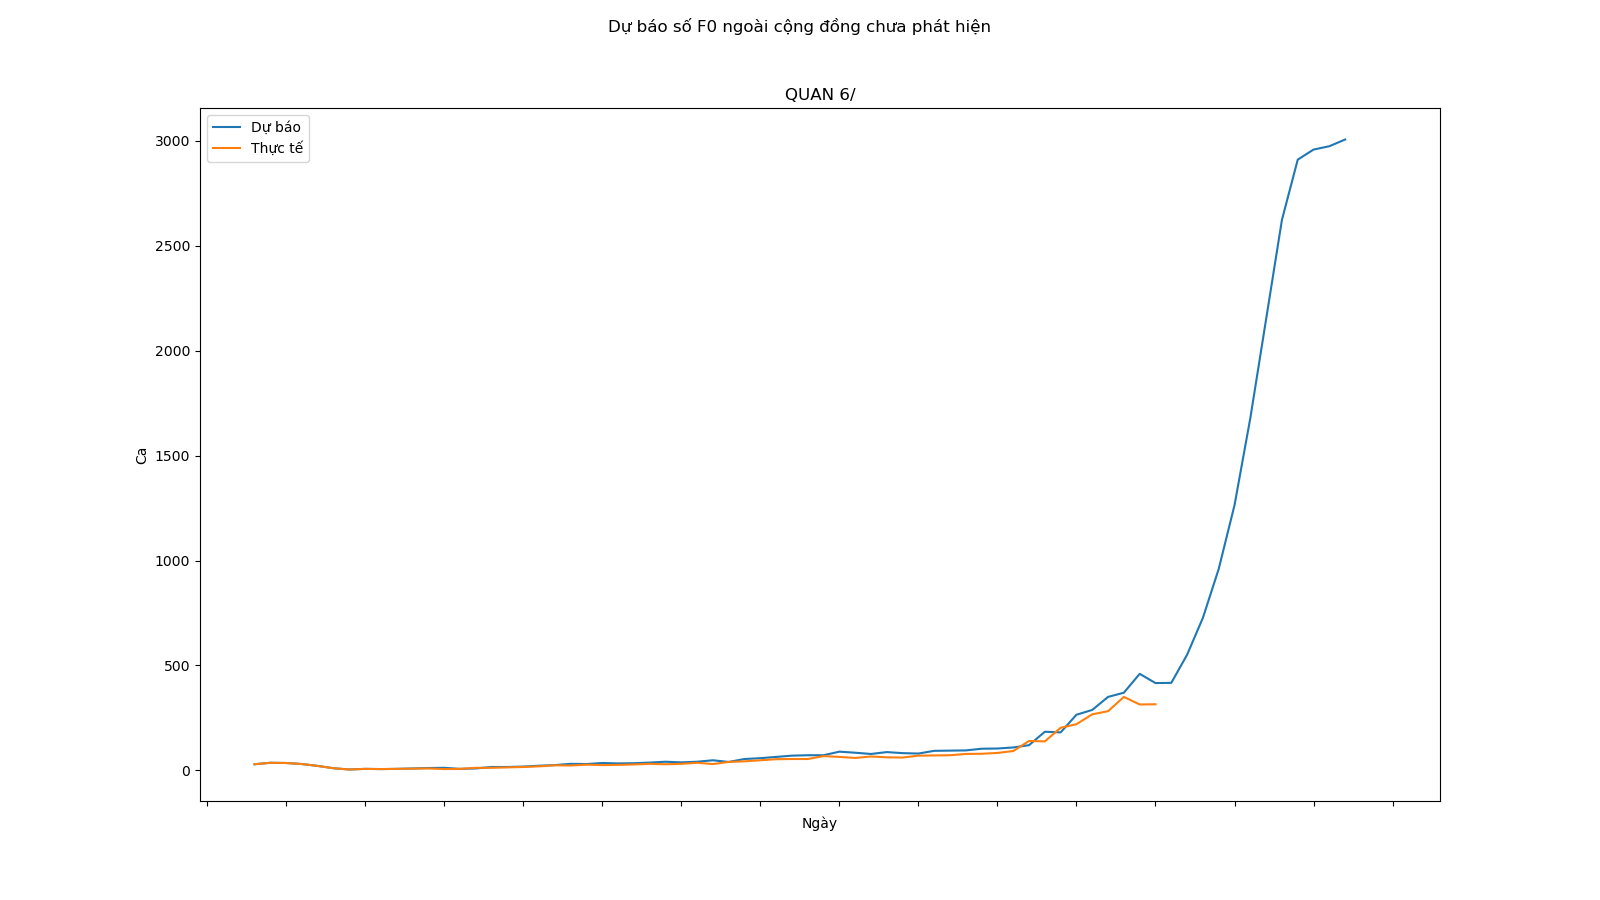 Dự báo số F0 ngoài cộng đồng chưa phát hiện
QUAN 6/
Dự báo
Thực tế
3000
2500
2000
1500
1000
500
0
Ca
Ngày